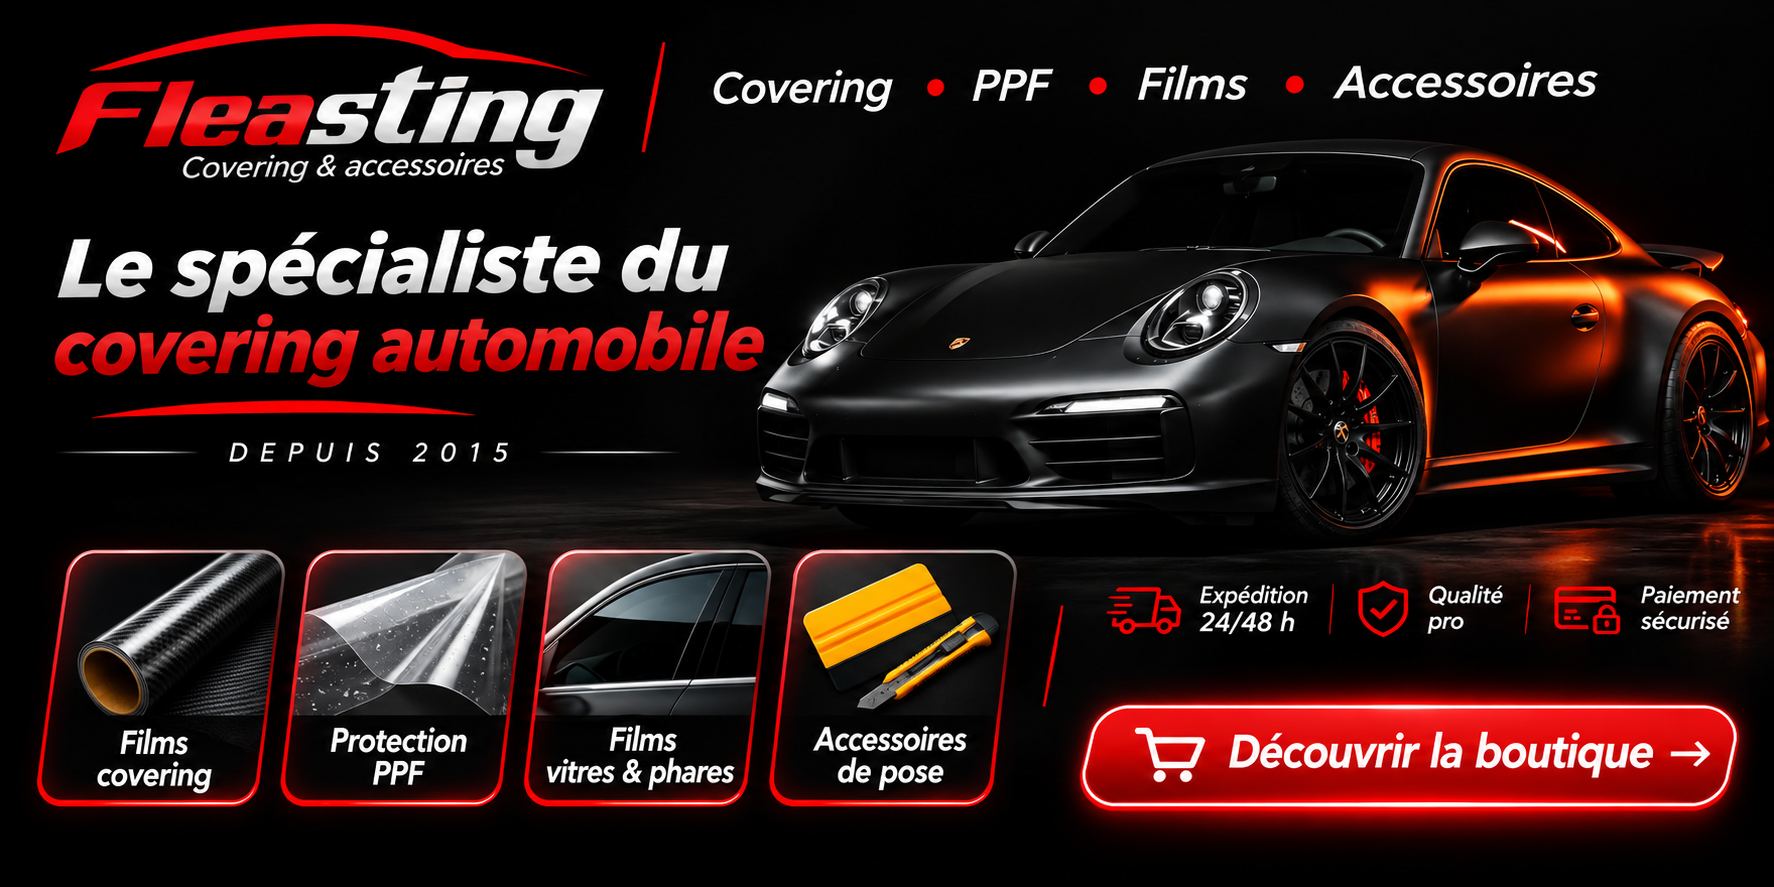 Fleasting
Covering & accessoires
Covering • PPF • Films • Accessoires
Le spécialiste du
covering automobile
DEPUIS 2015
Films
covering
Protection
PPF
Films
vitres & phares
Accessoires
de pose
Expédition
24/48 h
Qualité
pro
Paiement
sécurisé
Découvrir la boutique →